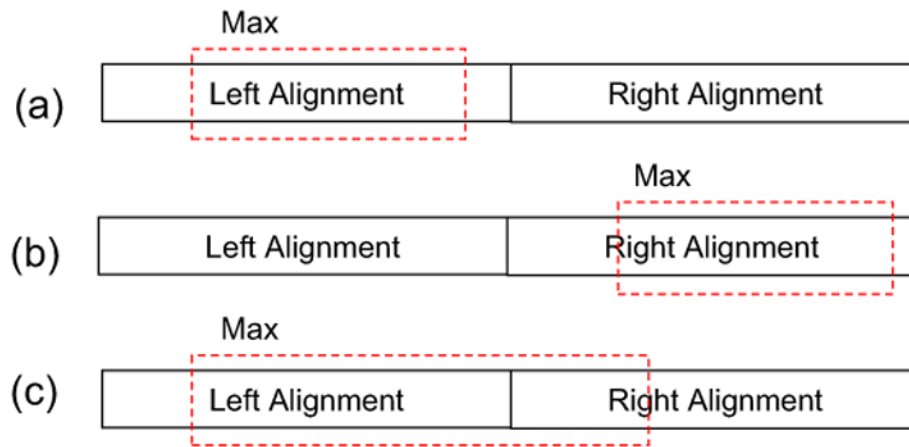 Max
(a) Left Alignment Right Alignment
Max
(b) Left Alignment Right Alignment
Max
(c) Left Alignment Right Alignment